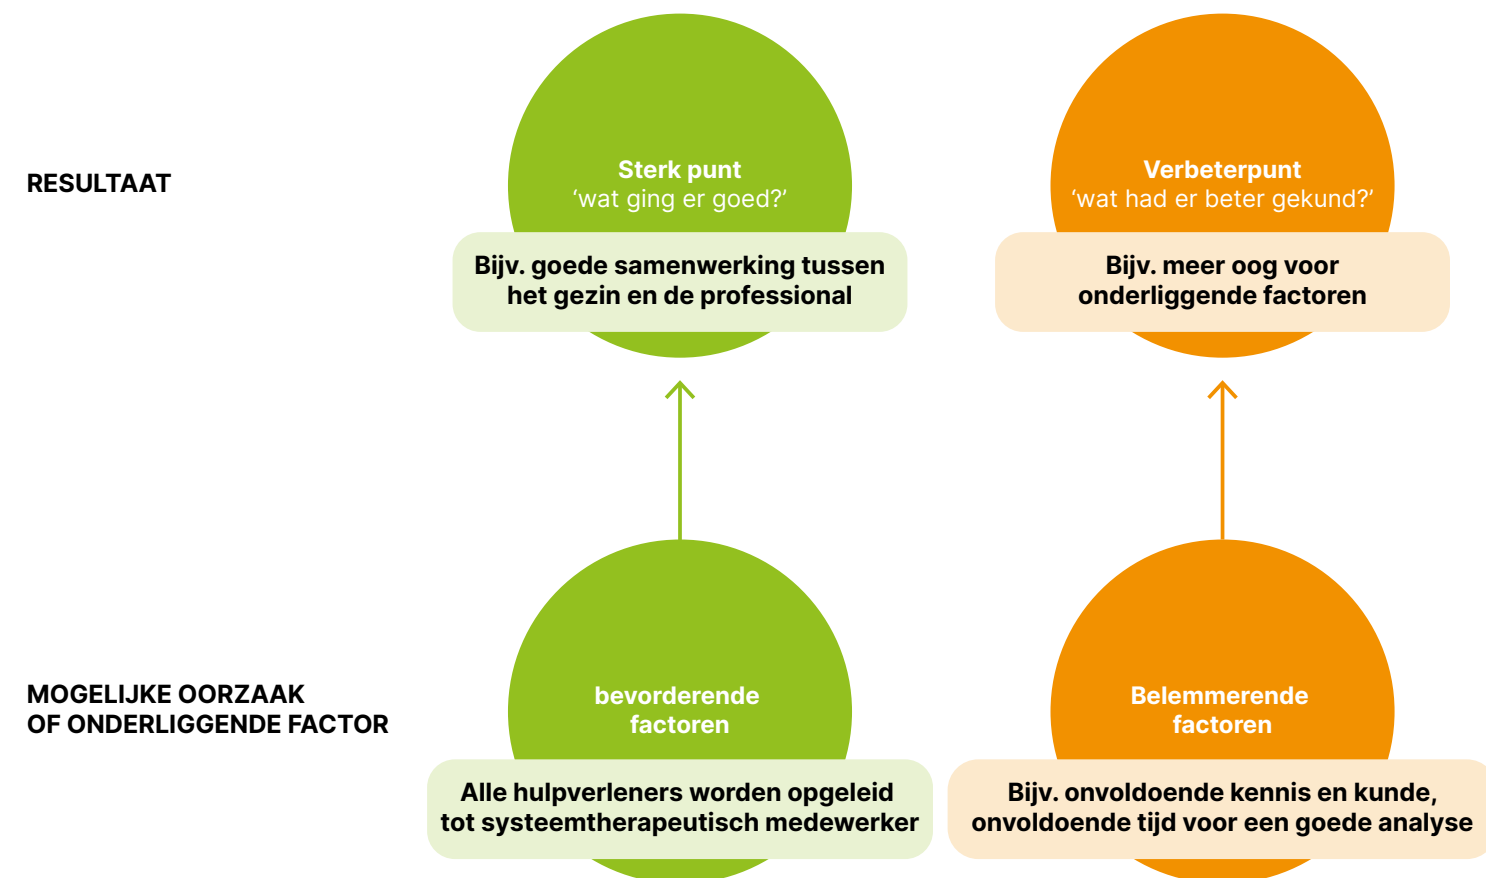 RESULTAAT
Sterk punt
‘wat ging er goed?’
Bijv. goede samenwerking tussen
het gezin en de professional
Verbeterpunt
‘wat had er beter gekund?’
Bijv. meer oog voor
onderliggende factoren
MOGELIJKE OORZAAK
OF ONDERLIGGENDE FACTOR
bevorderende
factoren
Alle hulpverleners worden opgeleid
tot systeemtherapeutisch medewerker
Belemmerende
factoren
Bijv. onvoldoende kennis en kunde,
onvoldoende tijd voor een goede analyse